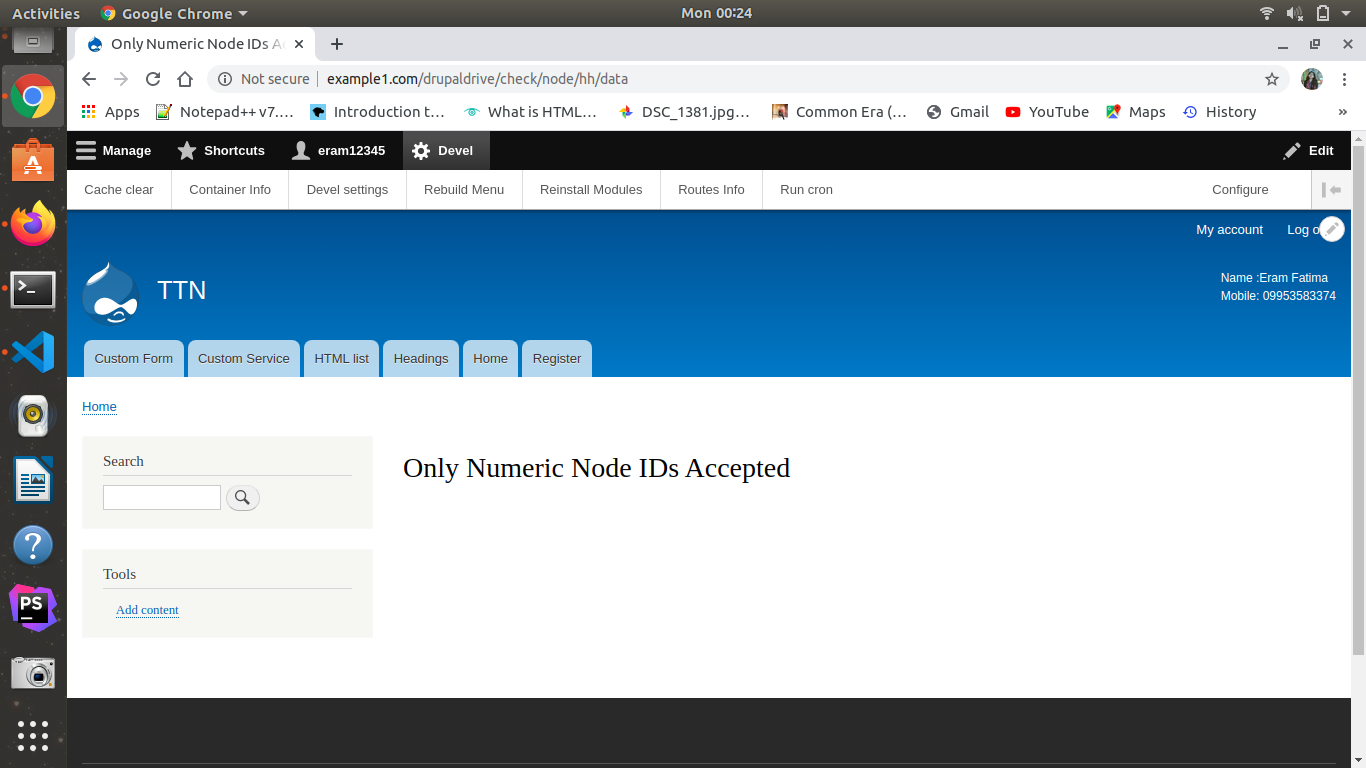 Activities Google Chrome Mon 00:24
Only Numeric Node IDs A
Not secure example1.com/drupaldrive/check/node/hh/data
Apps Notepad++ v7.... Introduction t... What is HTML... DSC_1381.jpg... Common Era (... Gmail YouTube Maps History »
Manage Shortcuts eram12345 Devel Edit
Cache clear Container Info Devel settings Rebuild Menu Reinstall Modules Routes Info Run cron Configure
My account Log o
TTN
Name :Eram Fatima
Mobile: 09953583374
Custom Form Custom Service HTML list Headings Home Register
Home
Search
Only Numeric Node IDs Accepted
Tools
Add content
PS